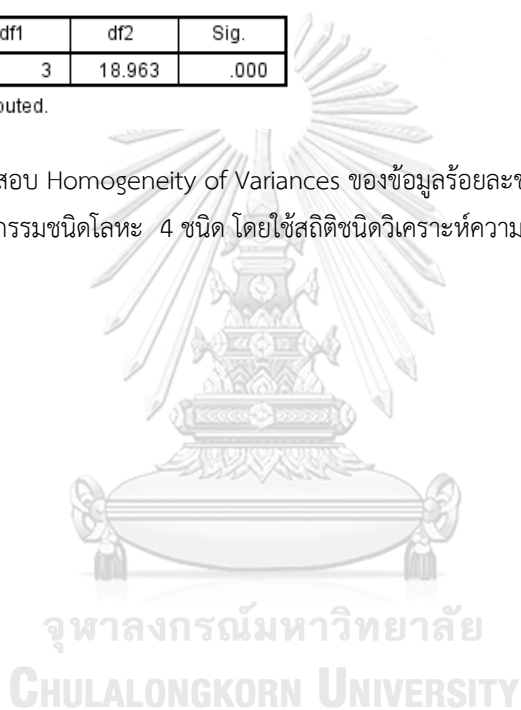 df1 df2 Sig.
3 18.963 .000
สอบ Homogeneity of Variances ของข้อมูลร้อยละ
กรรมชนิดโลหะ 4 ชนิด โดยใช้สถิติชนิดวิเคราะห์ความ
จุฬาลงกรณ์มหาวิทยาลัย
CHULALONGKORN UNIVERSITY